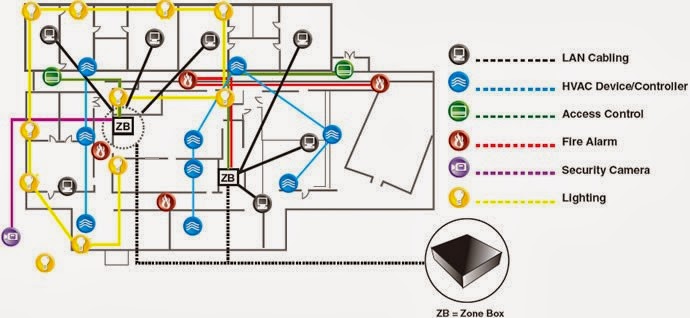 LAN Cabling
HVAC Device/Controller
Access Control
ZB
Fire Alarm
Security Camera
ZB
Lighting
ZB = Zone Box